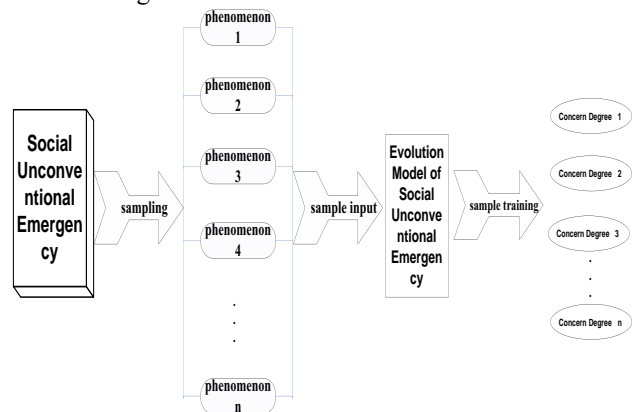 phenomenon
1
phenomenon
2
phenomenon
3
phenomenon
4
.
.
.
phenomenon
n
Social
Unconve
ntional
Emergen
cy
sampling
sample input
Evolution
Model of
Social
Unconve
ntional
Emergen
cy
sample training
Concern Degree 1
Concern Degree 2
Concern Degree 3
.
.
.
Concern Degree n